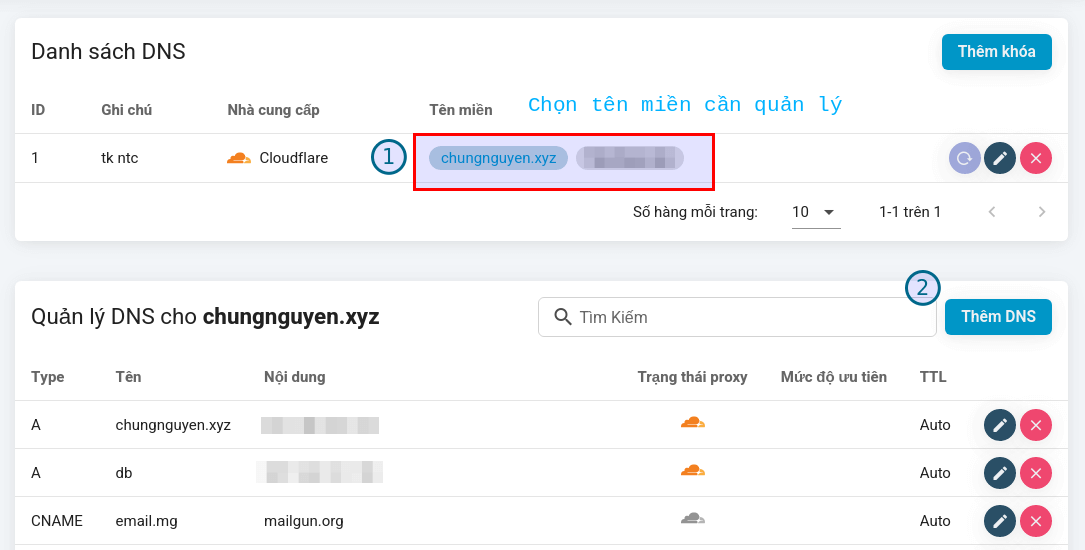 Danh sách DNS
Thêm khóa
ID Ghi chú Nhà cung cấp Tên miền Chọn tên miền cần quản lý
1 tk ntc Cloudflare 1 chungnguyen.xyz
Số hàng mỗi trang: 10 1-1 trên 1
2
Quản lý DNS cho chungnguyen.xyz Tìm Kiếm Thêm DNS
Type Tên Nội dung Trạng thái proxy Mức độ ưu tiên TTL
A chungnguyen.xyz Auto
A db Auto
CNAME email.mg mailgun.org Auto